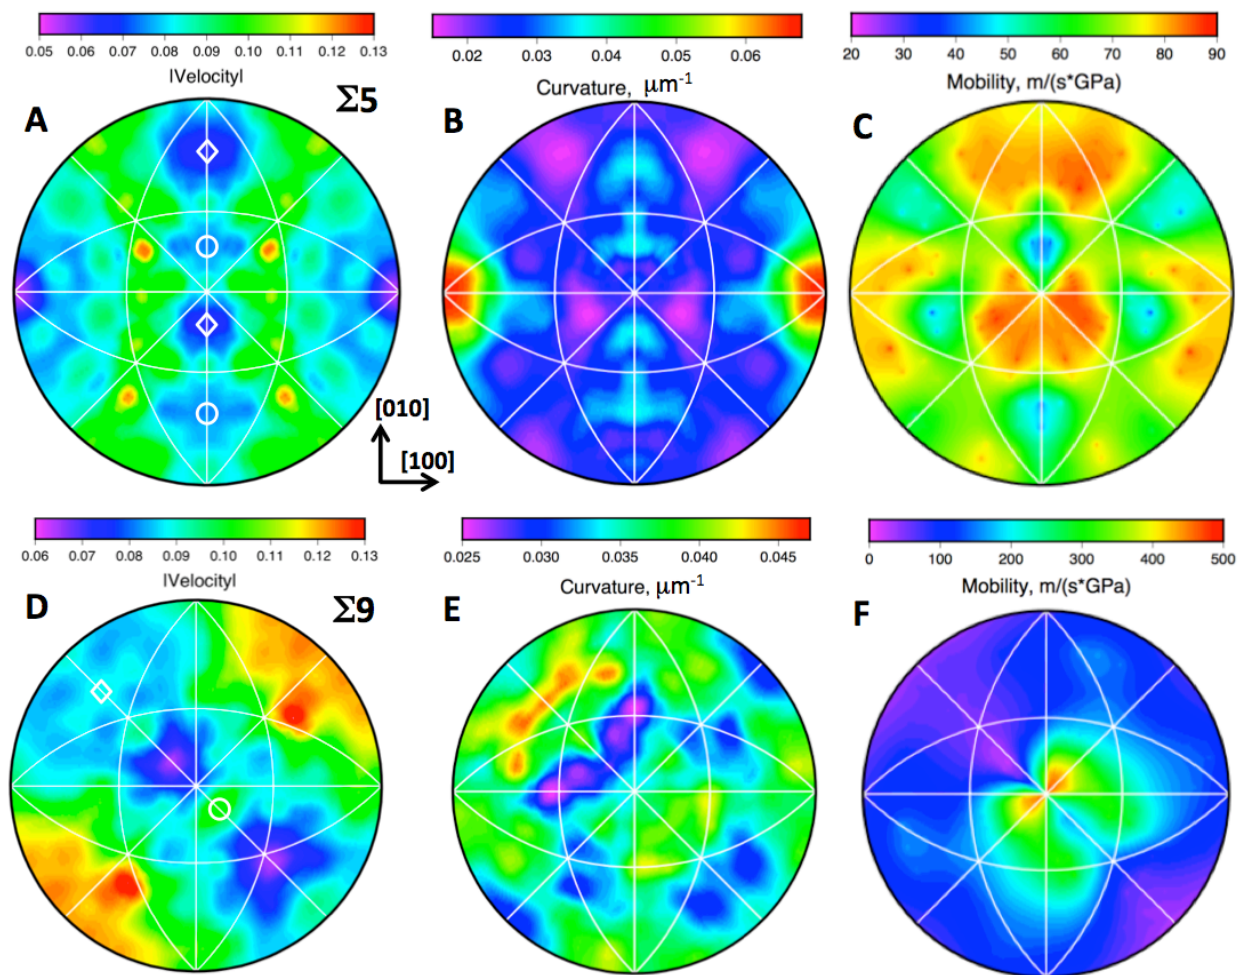 0.05 0.06 0.07 0.08 0.09 0.10 0.11 0.12 0.13
|Velocity|
0.02 0.03 0.04 0.05 0.06
Curvature, μm⁻¹
20 30 40 50 60 70 80 90
Mobility, m/(s*GPa)
A
Σ5
B
C
[010]
[100]
0.06 0.07 0.08 0.09 0.10 0.11 0.12 0.13
|Velocity|
0.025 0.030 0.035 0.040 0.045
Curvature, μm⁻¹
0 100 200 300 400 500
Mobility, m/(s*GPa)
D
Σ9
E
F